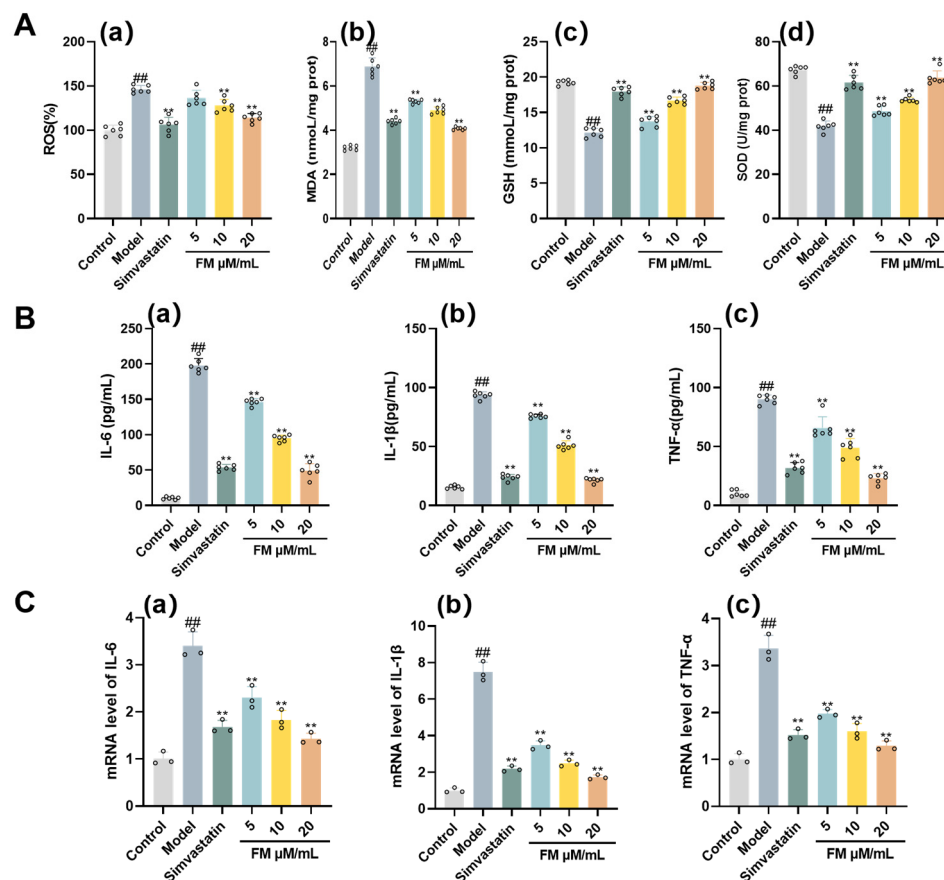 A
(a)
ROS(%)
200
150
100
50
0
##
**
**
**
Control
Model
Simvastatin
5
10
20
FM μM/mL
(b)
MDA (nmoL/mg prot)
8
6
4
2
0
##
**
**
**
**
Control
Model
Simvastatin
5
10
20
FM μM/mL
(c)
GSH (mmoL/mg prot)
25
20
15
10
5
0
##
**
**
**
**
Control
Model
Simvastatin
5
10
20
FM μM/mL
(d)
SOD (U/mg prot)
80
60
40
20
0
##
**
**
**
**
Control
Model
Simvastatin
5
10
20
FM μM/mL
B
(a)
IL-6 (pg/mL)
250
200
150
100
50
0
##
**
**
**
**
Control
Model
Simvastatin
5
10
20
FM μM/mL
(b)
IL-1β(pg/mL)
150
100
50
0
##
**
**
**
**
Control
Model
Simvastatin
5
10
20
FM μM/mL
(c)
TNF-α(pg/mL)
150
100
50
0
##
**
**
**
**
Control
Model
Simvastatin
5
10
20
FM μM/mL
C
(a)
mRNA level of IL-6
4
3
2
1
0
##
**
**
**
**
Control
Model
Simvastatin
5
10
20
FM μM/mL
(b)
mRNA level of IL-1β
10
8
6
4
2
0
##
**
**
**
**
Control
Model
Simvastatin
5
10
20
FM μM/mL
(c)
mRNA level of TNF-α
4
3
2
1
0
##
**
**
**
**
Control
Model
Simvastatin
5
10
20
FM μM/mL